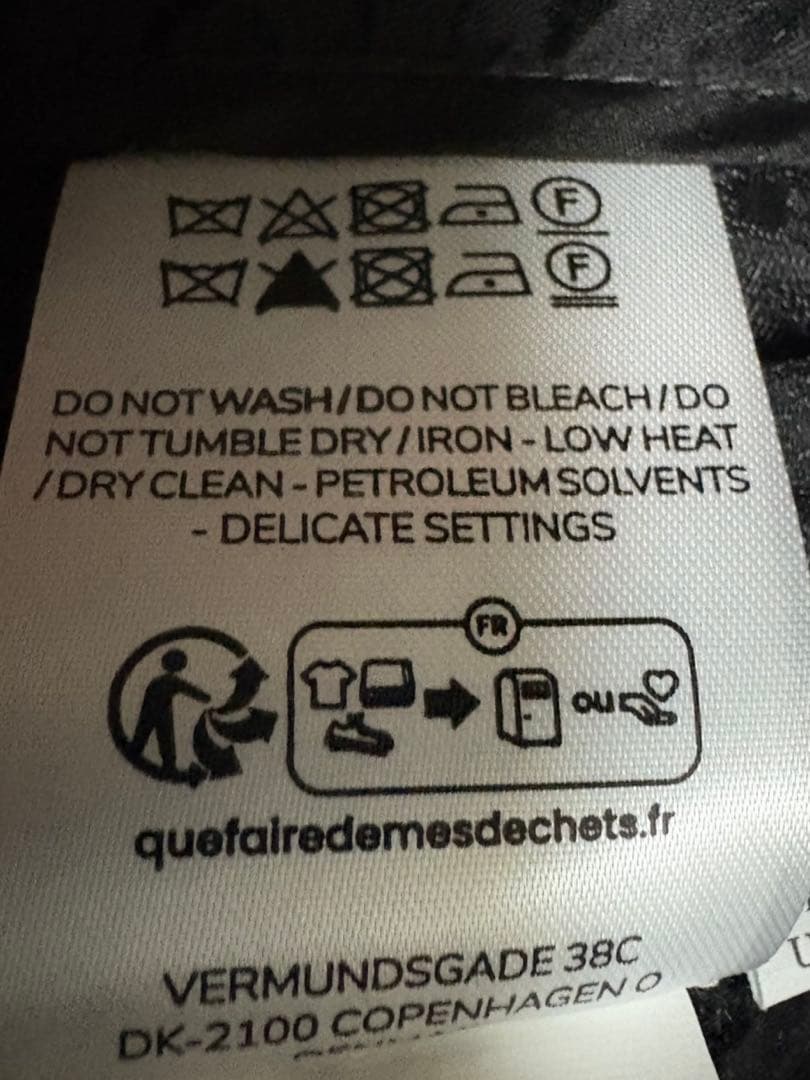 F
F
DO NOT WASH / DO NOT BLEACH / DO
NOT TUMBLE DRY / IRON - LOW HEAT
/ DRY CLEAN - PETROLEUM SOLVENTS
- DELICATE SETTINGS
FR
ou
quefairedemesdechets.fr
VERMUNDSGADE 38C
DK-2100 COPENHAGEN O